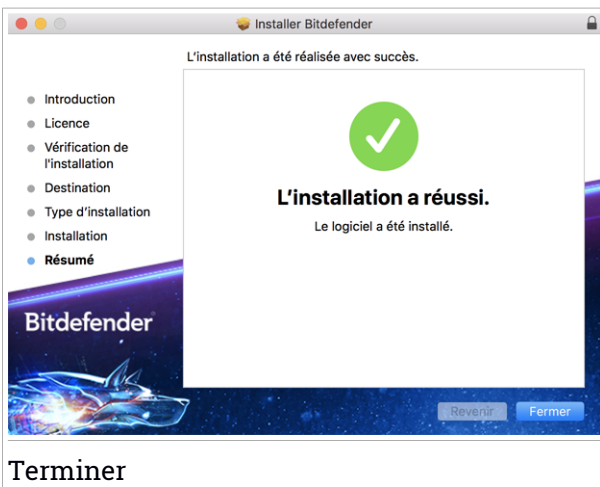 Installer Bitdefender
L'installation a été réalisée avec succès.
Introduction
Licence
Vérification de
l'installation
Destination
Type d'installation
Installation
Résumé
Bitdefender
L'installation a réussi.
Le logiciel a été installé.
Revenir
Fermer
Terminer